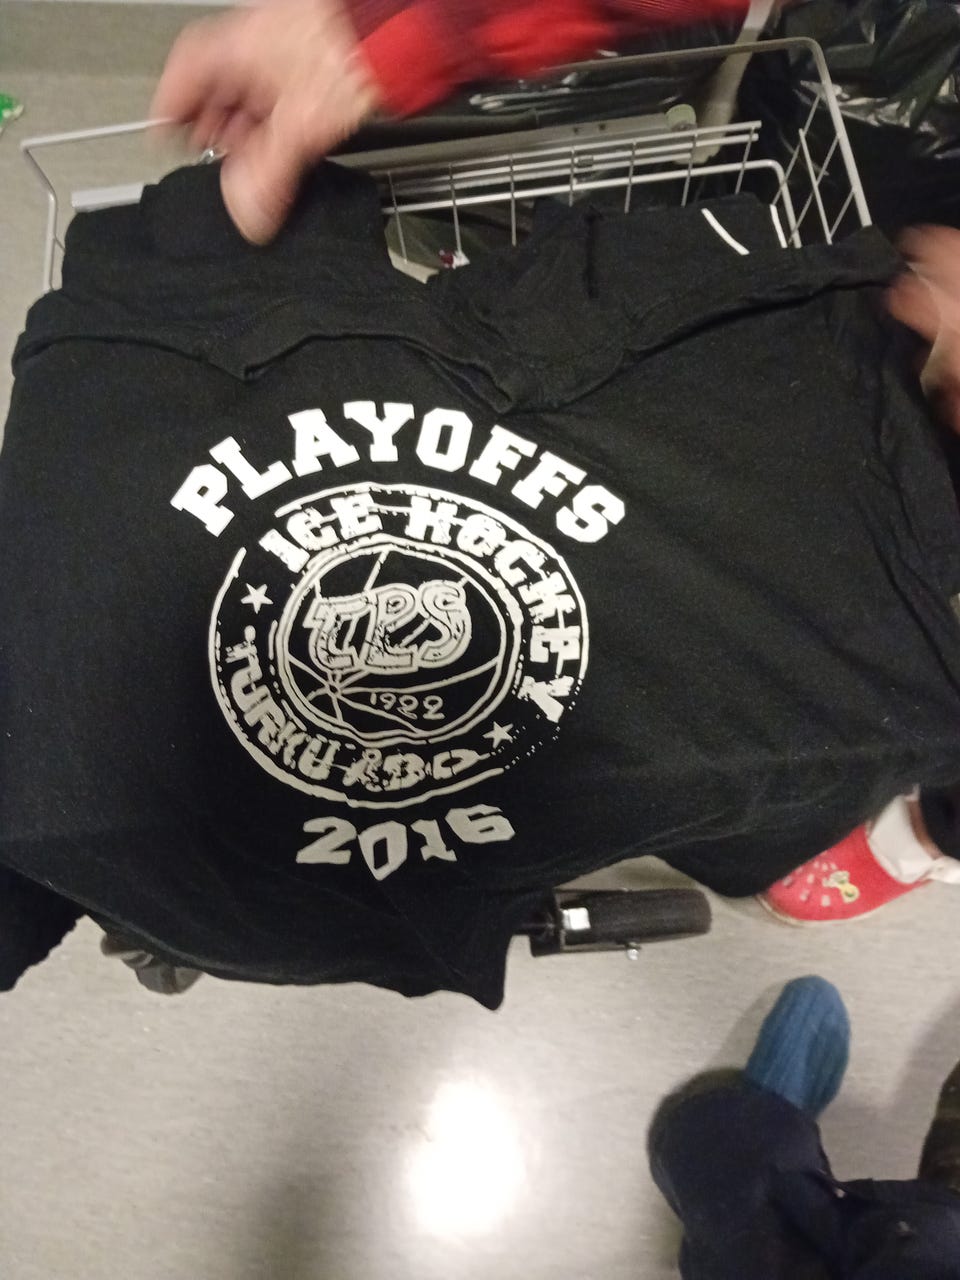 PLAYOFFS
ICE HOCKEY
TPS
1922
TURKU ÅBO
2016